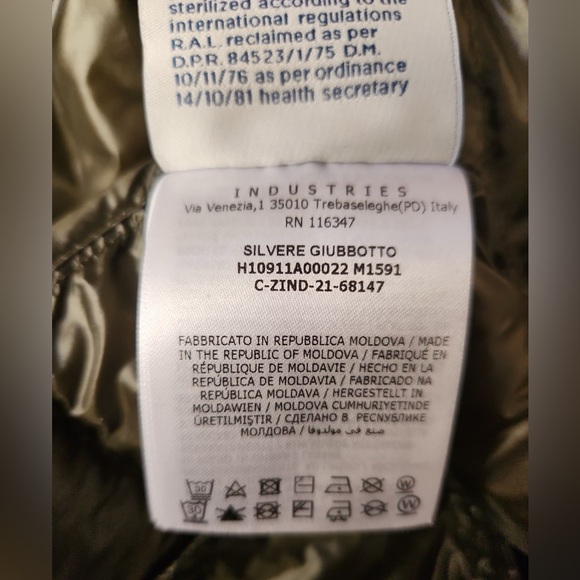 sterilized according to the
international regulations
R.A.L. reclaimed as per
D.P.R. 84523/1/75 D.M.
10/11/76 as per ordinance
14/10/81 health secretary
INDUSTRIES
Via Venezia,1 35010 Trebaseleghe(PD) Italy
RN 116347
SILVERE GIUBBOTTO
H10911A00022 M1591
C-ZIND-21-68147
FABBRICATO IN REPUBBLICA MOLDOVA / MADE
IN THE REPUBLIC OF MOLDOVA / FABRIQUÉ EN
RÉPUBLIQUE DE MOLDAVIE / HECHO EN LA
REPÚBLICA DE MOLDAVIA / FABRICADO NA
REPÚBLICA MOLDAVA / HERGESTELLT IN
MOLDAWIEN / MOLDOVA CUMHURIYETINDE
ÜRETILMIŞTIR / СДЕЛАНО В РЕСПУБЛИКЕ
МОЛДОВА / صنع في مولدوفا
30
W
30
W